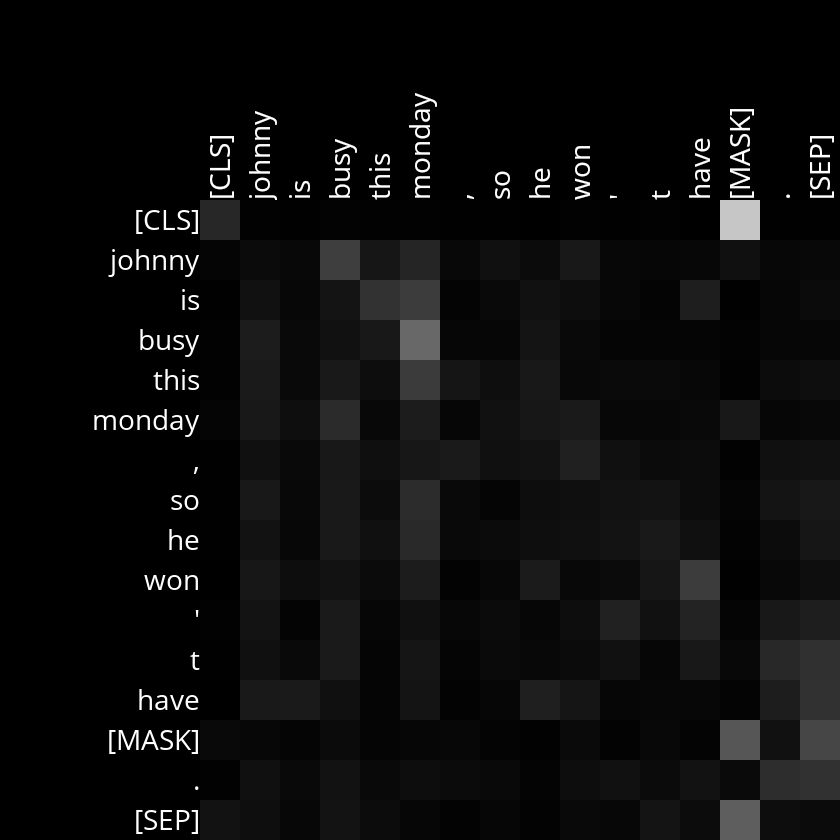 [CLS] johnny is busy this monday , so he won ' t have [MASK] . [SEP]
[CLS]
johnny
is
busy
this
monday
,
so
he
won
'
t
have
[MASK]
.
[SEP]